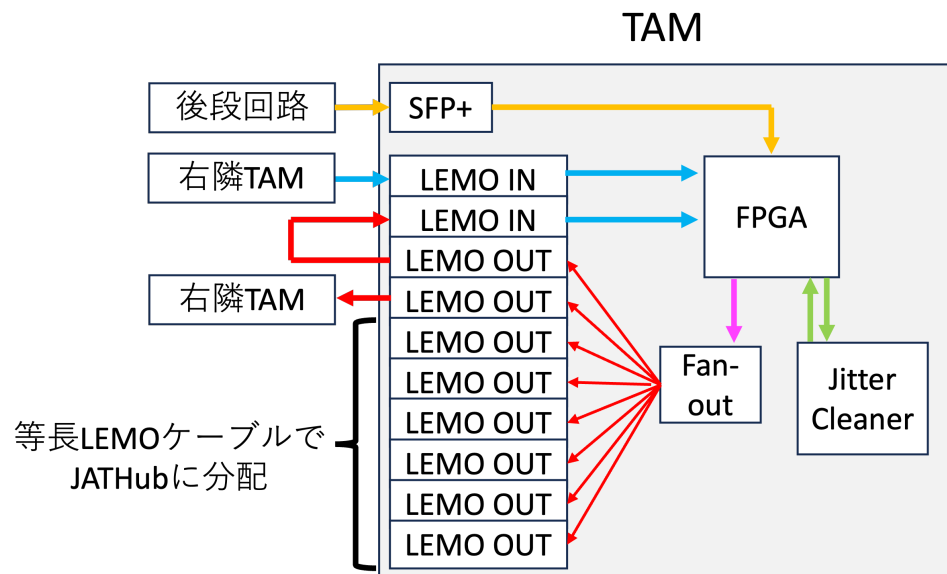 TAM
後段回路
SFP+
右隣TAM
LEMO IN
FPGA
LEMO IN
LEMO OUT
右隣TAM
LEMO OUT
LEMO OUT
Fan-
out
Jitter
Cleaner
LEMO OUT
LEMO OUT
等長LEMOケーブルで
JATHubに分配
LEMO OUT
LEMO OUT
LEMO OUT